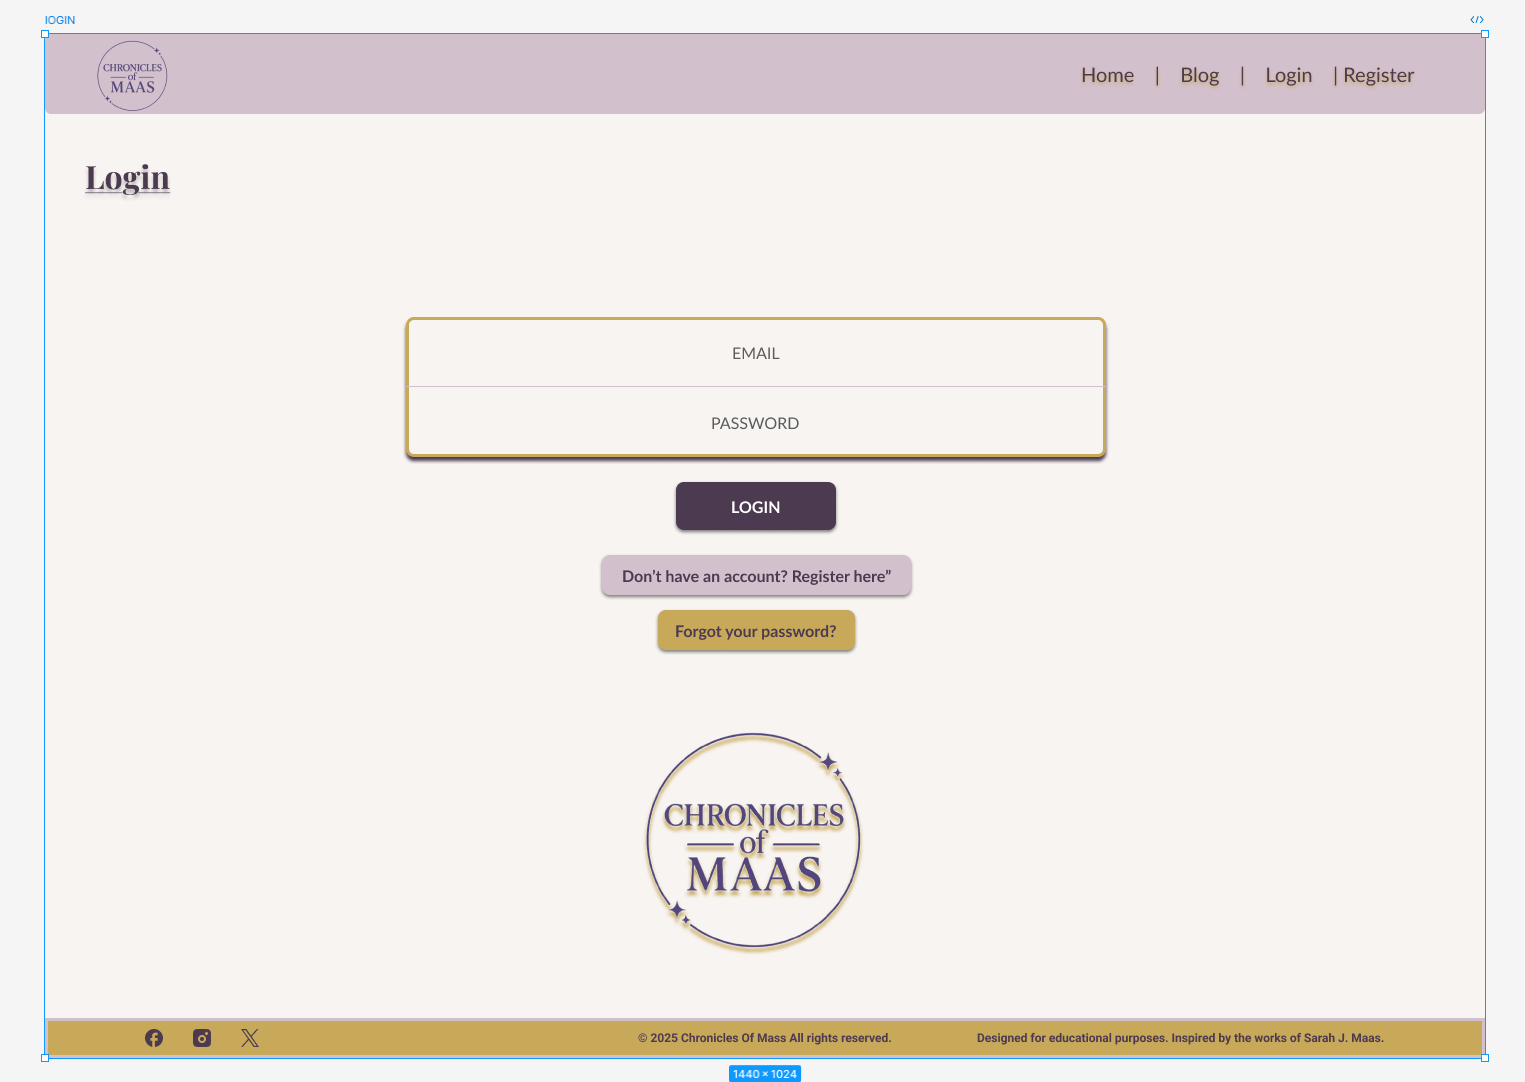 lOGIN
CHRONICLES
of
MAAS
Home | Blog | Login | Register
Login
EMAIL
PASSWORD
LOGIN
Don't have an account? Register here”
Forgot your password?
CHRONICLES
of
MAAS
© 2025 Chronicles Of Mass All rights reserved. Designed for educational purposes. Inspired by the works of Sarah J. Maas.
1440 × 1024